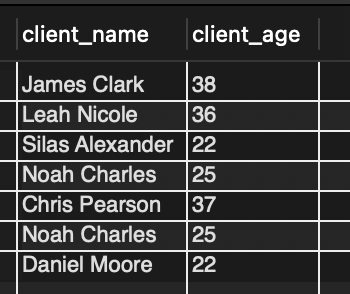 client_name client_age
James Clark 38
Leah Nicole 36
Silas Alexander 22
Noah Charles 25
Chris Pearson 37
Noah Charles 25
Daniel Moore 22